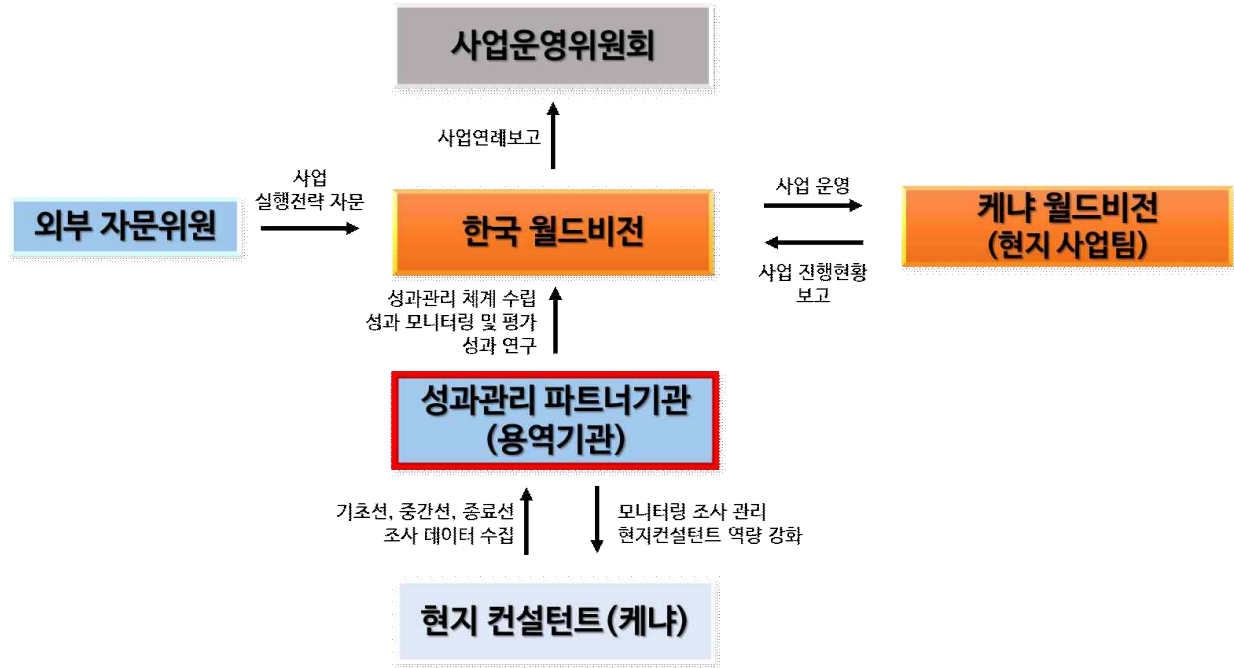 사업운영위원회
사업연례보고
사업
실행전략 자문
외부 자문위원
한국 월드비전
사업 운영
케냐 월드비전
(현지 사업팀)
사업 진행현황
보고
성과관리 체계 수립
성과 모니터링 및 평가
성과 연구
성과관리 파트너기관
(용역기관)
기초선, 중간선, 종료선
조사 데이터 수집
모니터링 조사 관리
현지컨설턴트 역량 강화
현지 컨설턴트(케냐)